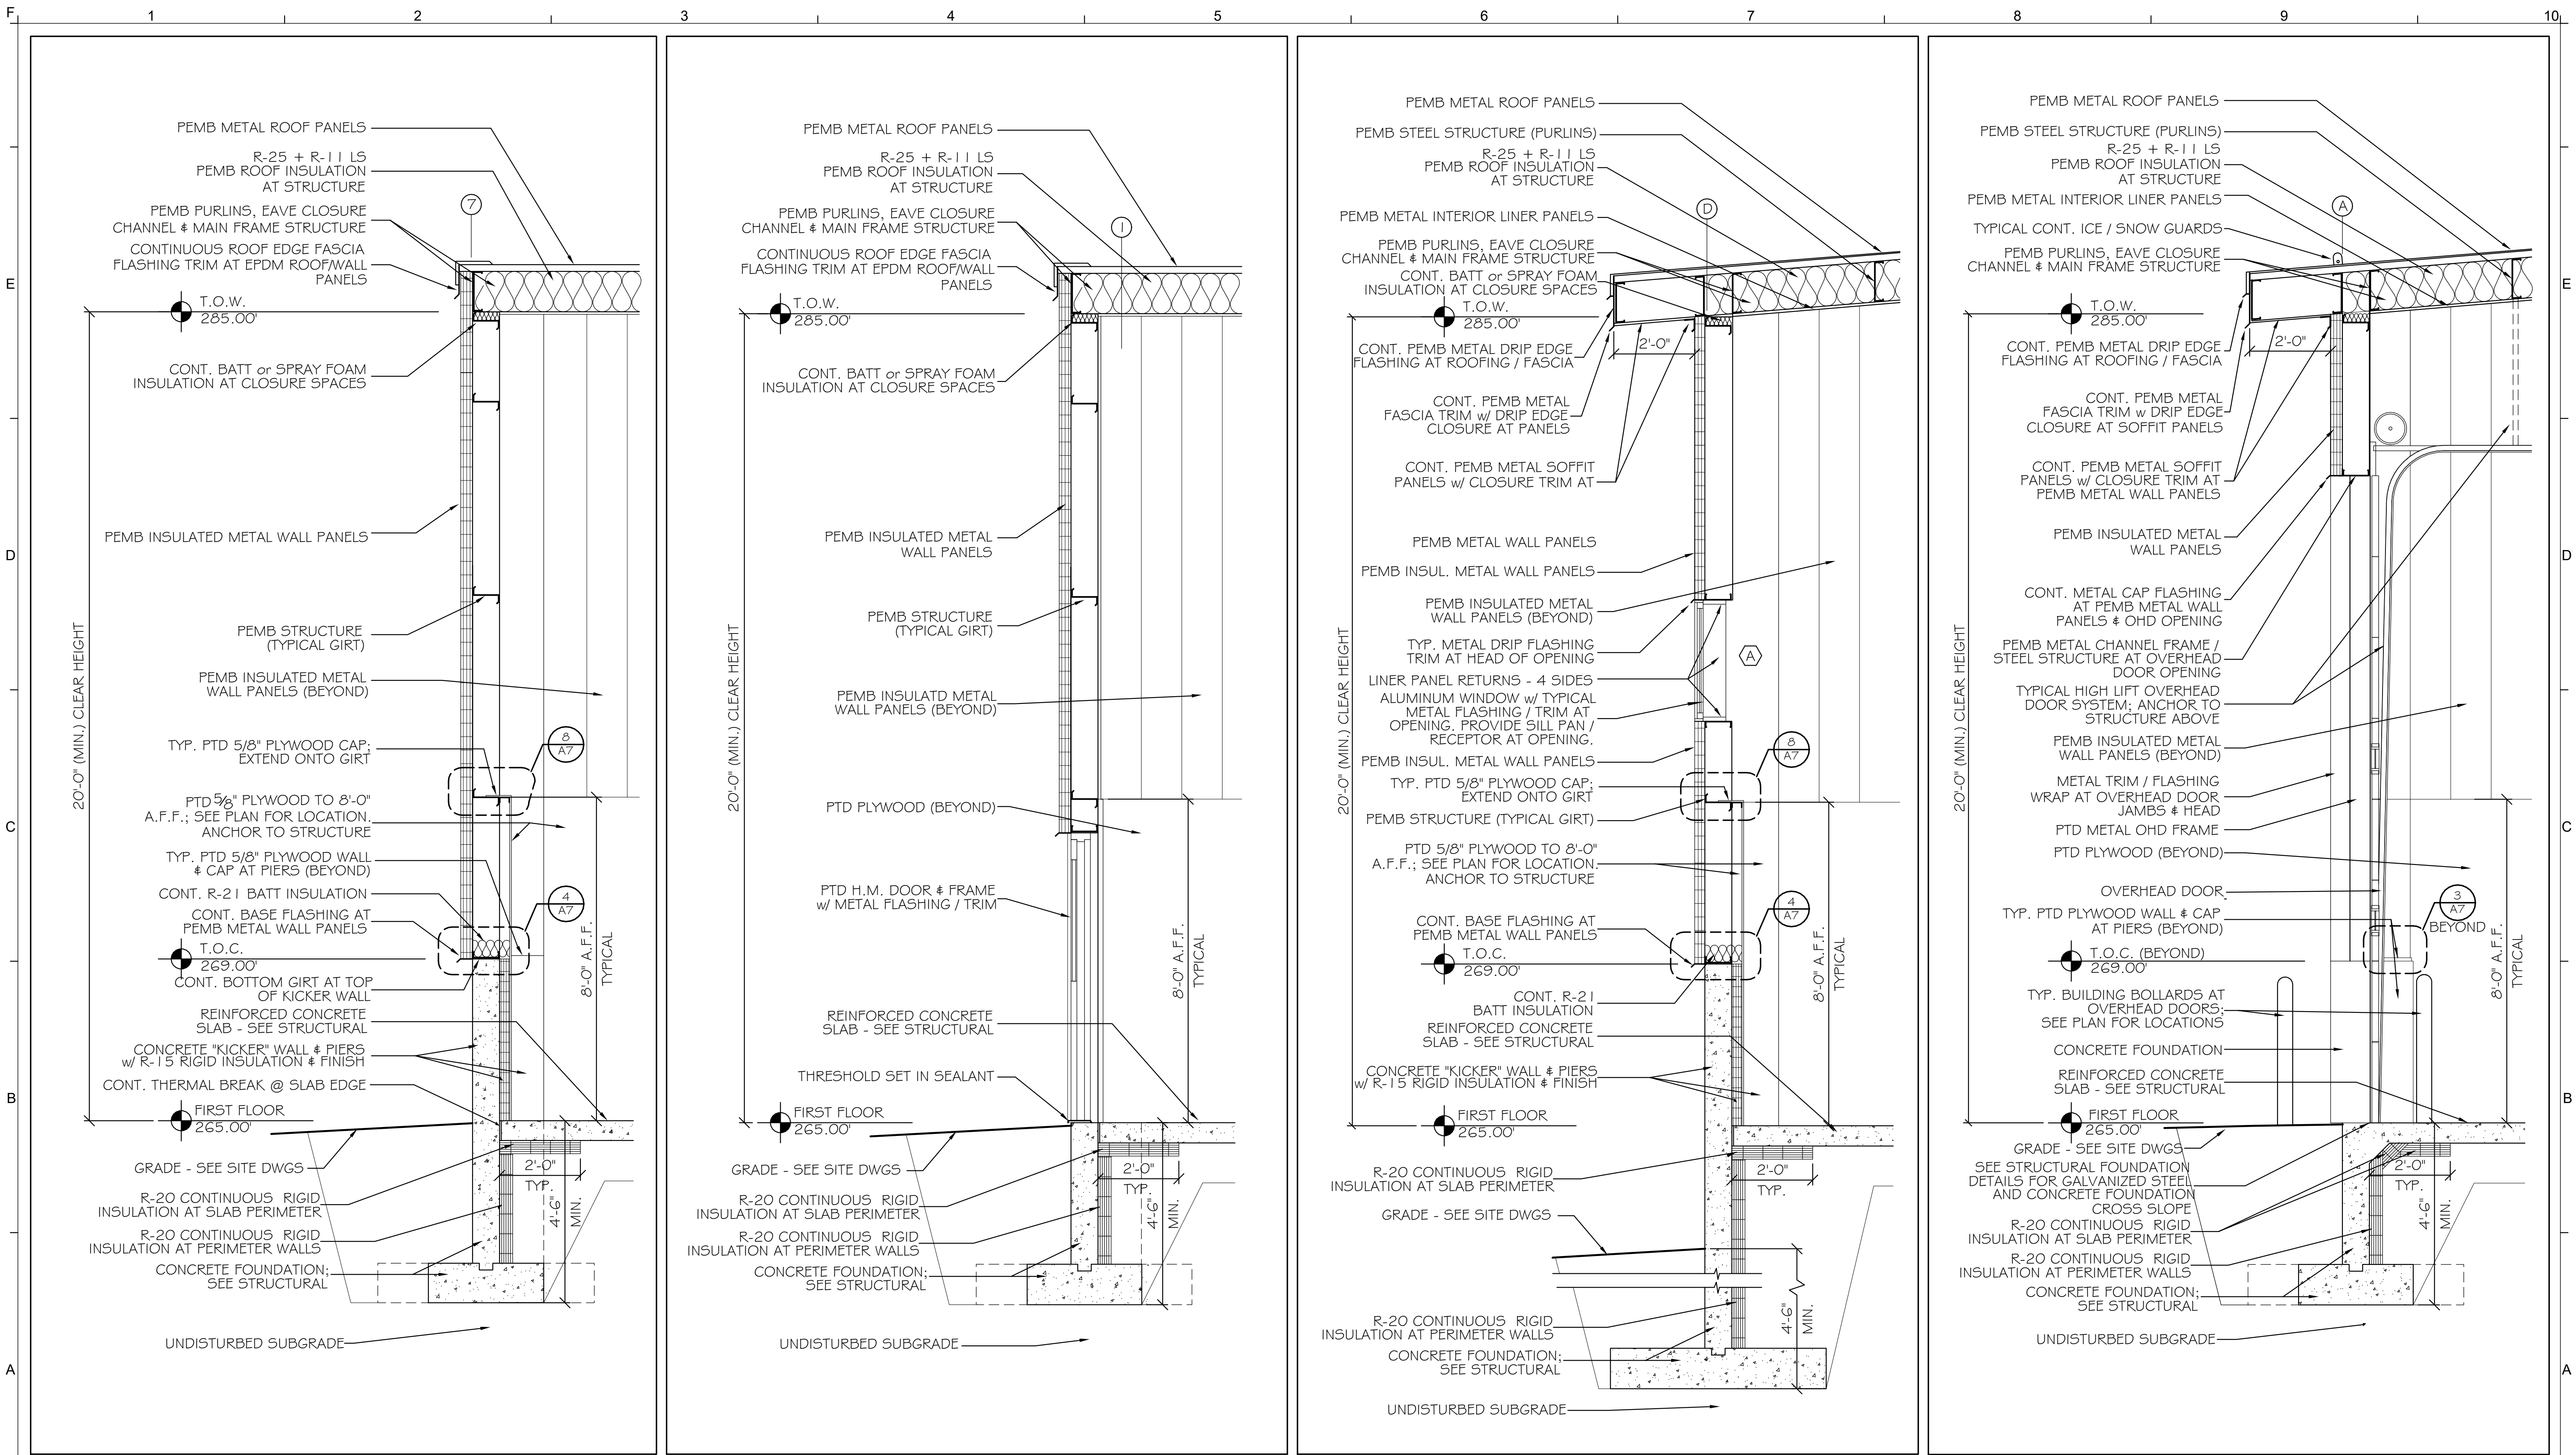 F
1
2
3
4
5
6
7
8
9
10
E
D
C
B
A
E
D
C
B
A
PEMB METAL ROOF PANELS
R-25 + R-11 LS
PEMB ROOF INSULATION
AT STRUCTURE
7
PEMB PURLINS, EAVE CLOSURE
CHANNEL & MAIN FRAME STRUCTURE
CONTINUOUS ROOF EDGE FASCIA
FLASHING TRIM AT EPDM ROOF/WALL
PANELS
T.O.W.
285.00'
CONT. BATT or SPRAY FOAM
INSULATION AT CLOSURE SPACES
PEMB INSULATED METAL WALL PANELS
20'-0" (MIN.) CLEAR HEIGHT
PEMB STRUCTURE
(TYPICAL GIRT)
PEMB INSULATED METAL
WALL PANELS (BEYOND)
TYP. PTD 5/8" PLYWOOD CAP;
EXTEND ONTO GIRT
8
A7
PTD 5/8" PLYWOOD TO 8'-0"
A.F.F.; SEE PLAN FOR LOCATION.
ANCHOR TO STRUCTURE
TYP. PTD 5/8" PLYWOOD WALL
& CAP AT PIERS (BEYOND)
CONT. R-21 BATT INSULATION
4
A7
CONT. BASE FLASHING AT
PEMB METAL WALL PANELS
T.O.C.
269.00'
8'-0" A.F.F.
TYPICAL
CONT. BOTTOM GIRT AT TOP
OF KICKER WALL
REINFORCED CONCRETE
SLAB - SEE STRUCTURAL
CONCRETE "KICKER" WALL & PIERS
w/ R-15 RIGID INSULATION & FINISH
CONT. THERMAL BREAK @ SLAB EDGE
FIRST FLOOR
265.00'
GRADE - SEE SITE DWGS
2'-0"
TYP.
4'-6"
MIN.
R-20 CONTINUOUS RIGID
INSULATION AT SLAB PERIMETER
R-20 CONTINUOUS RIGID
INSULATION AT PERIMETER WALLS
CONCRETE FOUNDATION;
SEE STRUCTURAL
UNDISTURBED SUBGRADE
PEMB METAL ROOF PANELS
R-25 + R-11 LS
PEMB ROOF INSULATION
AT STRUCTURE
1
PEMB PURLINS, EAVE CLOSURE
CHANNEL & MAIN FRAME STRUCTURE
CONTINUOUS ROOF EDGE FASCIA
FLASHING TRIM AT EPDM ROOF/WALL
PANELS
T.O.W.
285.00'
CONT. BATT or SPRAY FOAM
INSULATION AT CLOSURE SPACES
PEMB INSULATED METAL
WALL PANELS
20'-0" (MIN.) CLEAR HEIGHT
PEMB STRUCTURE
(TYPICAL GIRT)
PEMB INSULATD METAL
WALL PANELS (BEYOND)
PTD PLYWOOD (BEYOND)
PTD H.M. DOOR & FRAME
w/ METAL FLASHING / TRIM
8'-0" A.F.F.
TYPICAL
REINFORCED CONCRETE
SLAB - SEE STRUCTURAL
THRESHOLD SET IN SEALANT
FIRST FLOOR
265.00'
GRADE - SEE SITE DWGS
2'-0"
TYP.
4'-6"
MIN.
R-20 CONTINUOUS RIGID
INSULATION AT SLAB PERIMETER
R-20 CONTINUOUS RIGID
INSULATION AT PERIMETER WALLS
CONCRETE FOUNDATION;
SEE STRUCTURAL
UNDISTURBED SUBGRADE
PEMB METAL ROOF PANELS
PEMB STEEL STRUCTURE (PURLINS)
R-25 + R-11 LS
PEMB ROOF INSULATION
AT STRUCTURE
PEMB METAL INTERIOR LINER PANELS
D
PEMB PURLINS, EAVE CLOSURE
CHANNEL & MAIN FRAME STRUCTURE
CONT. BATT or SPRAY FOAM
INSULATION AT CLOSURE SPACES
T.O.W.
285.00'
2'-0"
CONT. PEMB METAL DRIP EDGE
FLASHING AT ROOFING / FASCIA
CONT. PEMB METAL
FASCIA TRIM w/ DRIP EDGE
CLOSURE AT PANELS
CONT. PEMB METAL SOFFIT
PANELS w/ CLOSURE TRIM AT
PEMB METAL WALL PANELS
PEMB INSUL. METAL WALL PANELS
PEMB INSULATED METAL
WALL PANELS (BEYOND)
20'-0" (MIN.) CLEAR HEIGHT
TYP. METAL DRIP FLASHING
TRIM AT HEAD OF OPENING
A
LINER PANEL RETURNS - 4 SIDES
ALUMINUM WINDOW w/ TYPICAL
METAL FLASHING / TRIM AT
OPENING. PROVIDE SILL PAN /
RECEPTOR AT OPENING.
PEMB INSUL. METAL WALL PANELS
8
A7
TYP. PTD 5/8" PLYWOOD CAP;
EXTEND ONTO GIRT
PEMB STRUCTURE (TYPICAL GIRT)
PTD 5/8" PLYWOOD TO 8'-0"
A.F.F.; SEE PLAN FOR LOCATION.
ANCHOR TO STRUCTURE
4
A7
CONT. BASE FLASHING AT
PEMB METAL WALL PANELS
T.O.C.
269.00'
8'-0" A.F.F.
TYPICAL
CONT. R-21
BATT INSULATION
REINFORCED CONCRETE
SLAB - SEE STRUCTURAL
CONCRETE "KICKER" WALL & PIERS
w/ R-15 RIGID INSULATION & FINISH
FIRST FLOOR
265.00'
2'-0"
TYP.
R-20 CONTINUOUS RIGID
INSULATION AT SLAB PERIMETER
GRADE - SEE SITE DWGS
4'-6"
MIN.
R-20 CONTINUOUS RIGID
INSULATION AT PERIMETER WALLS
CONCRETE FOUNDATION;
SEE STRUCTURAL
UNDISTURBED SUBGRADE
PEMB METAL ROOF PANELS
PEMB STEEL STRUCTURE (PURLINS)
R-25 + R-11 LS
PEMB ROOF INSULATION
AT STRUCTURE
PEMB METAL INTERIOR LINER PANELS
A
TYPICAL CONT. ICE / SNOW GUARDS
PEMB PURLINS, EAVE CLOSURE
CHANNEL & MAIN FRAME STRUCTURE
T.O.W.
285.00'
2'-0"
CONT. PEMB METAL DRIP EDGE
FLASHING AT ROOFING / FASCIA
CONT. PEMB METAL
FASCIA TRIM w DRIP EDGE
CLOSURE AT SOFFIT PANELS
CONT. PEMB METAL SOFFIT
PANELS w/ CLOSURE TRIM AT
PEMB METAL WALL PANELS
PEMB INSULATED METAL
WALL PANELS
CONT. METAL CAP FLASHING
AT PEMB METAL WALL
PANELS & OHD OPENING
20'-0" (MIN.) CLEAR HEIGHT
PEMB METAL CHANNEL FRAME /
STEEL STRUCTURE AT OVERHEAD
DOOR OPENING
TYPICAL HIGH LIFT OVERHEAD
DOOR SYSTEM; ANCHOR TO
STRUCTURE ABOVE
PEMB INSULATED METAL
WALL PANELS (BEYOND)
METAL TRIM / FLASHING
WRAP AT OVERHEAD DOOR
JAMBS & HEAD
PTD METAL OHD FRAME
PTD PLYWOOD (BEYOND)
OVERHEAD DOOR
TYP. PTD PLYWOOD WALL & CAP
AT PIERS (BEYOND)
3
A7
BEYOND
T.O.C. (BEYOND)
269.00'
8'-0" A.F.F.
TYPICAL
TYP. BUILDING BOLLARDS AT
OVERHEAD DOORS;
SEE PLAN FOR LOCATIONS
CONCRETE FOUNDATION
REINFORCED CONCRETE
SLAB - SEE STRUCTURAL
FIRST FLOOR
265.00'
GRADE - SEE SITE DWGS
2'-0"
TYP.
4'-6"
MIN.
SEE STRUCTURAL FOUNDATION
DETAILS FOR GALVANIZED STEEL
AND CONCRETE FOUNDATION
CROSS SLOPE
R-20 CONTINUOUS RIGID
INSULATION AT SLAB PERIMETER
R-20 CONTINUOUS RIGID
INSULATION AT PERIMETER WALLS
CONCRETE FOUNDATION;
SEE STRUCTURAL
UNDISTURBED SUBGRADE